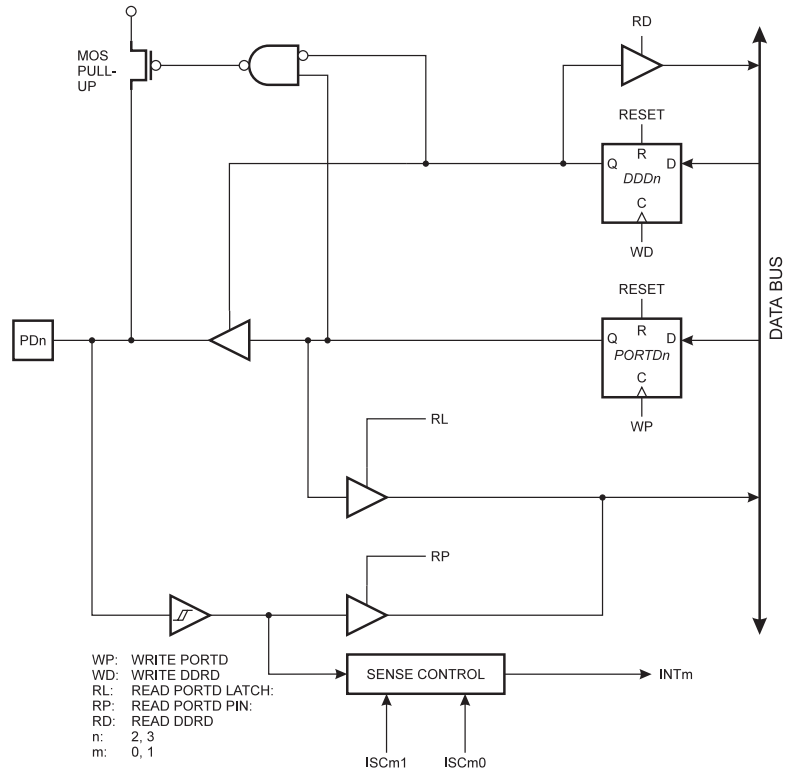 RD
MOS
PULL-
UP
RESET
R
Q
D
DDDn
C
WD
DATA BUS
RESET
R
Q
D
PDn
PORTDn
C
WP
RL
RP
WP: WRITE PORTD
WD: WRITE DDRD
RL: READ PORTD LATCH:
RP: READ PORTD PIN:
RD: READ DDRD
n: 2, 3
m: 0, 1
SENSE CONTROL
INTm
ISCm1
ISCm0